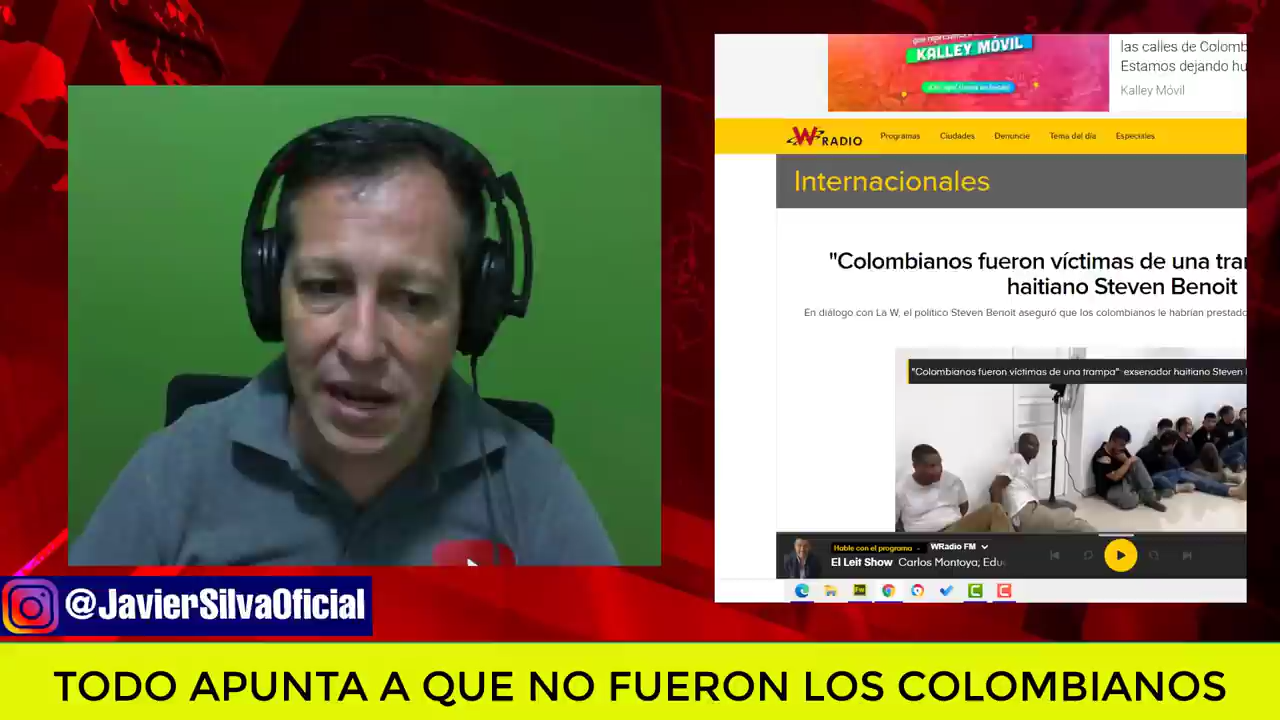 KALLEY MÓVIL
las calles de Colomb
Estamos dejando hu
Kalley Móvil
W RADIO
Programas
Ciudades
Denuncie
Tema del día
Especiales
Internacionales
"Colombianos fueron víctimas de una tra
haitiano Steven Benoit
En diálogo con La W, el político Steven Benoit aseguró que los colombianos le habrían prestado
"Colombianos fueron víctimas de una trampa" exsenador haitiano Steven
Hable con el programa
WRadio FM
El Leit Show Carlos Montoya; Edu
@JavierSilvaOficial
TODO APUNTA A QUE NO FUERON LOS COLOMBIANOS